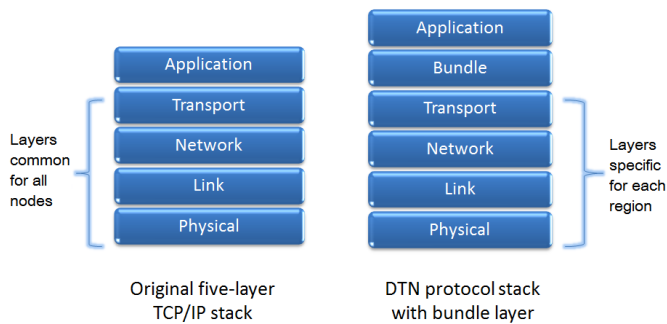 Application
Transport
Network
Link
Physical
Layers
common
for all
nodes
Original five-layer
TCP/IP stack
Application
Bundle
Transport
Network
Link
Physical
Layers
specific
for each
region
DTN protocol stack
with bundle layer